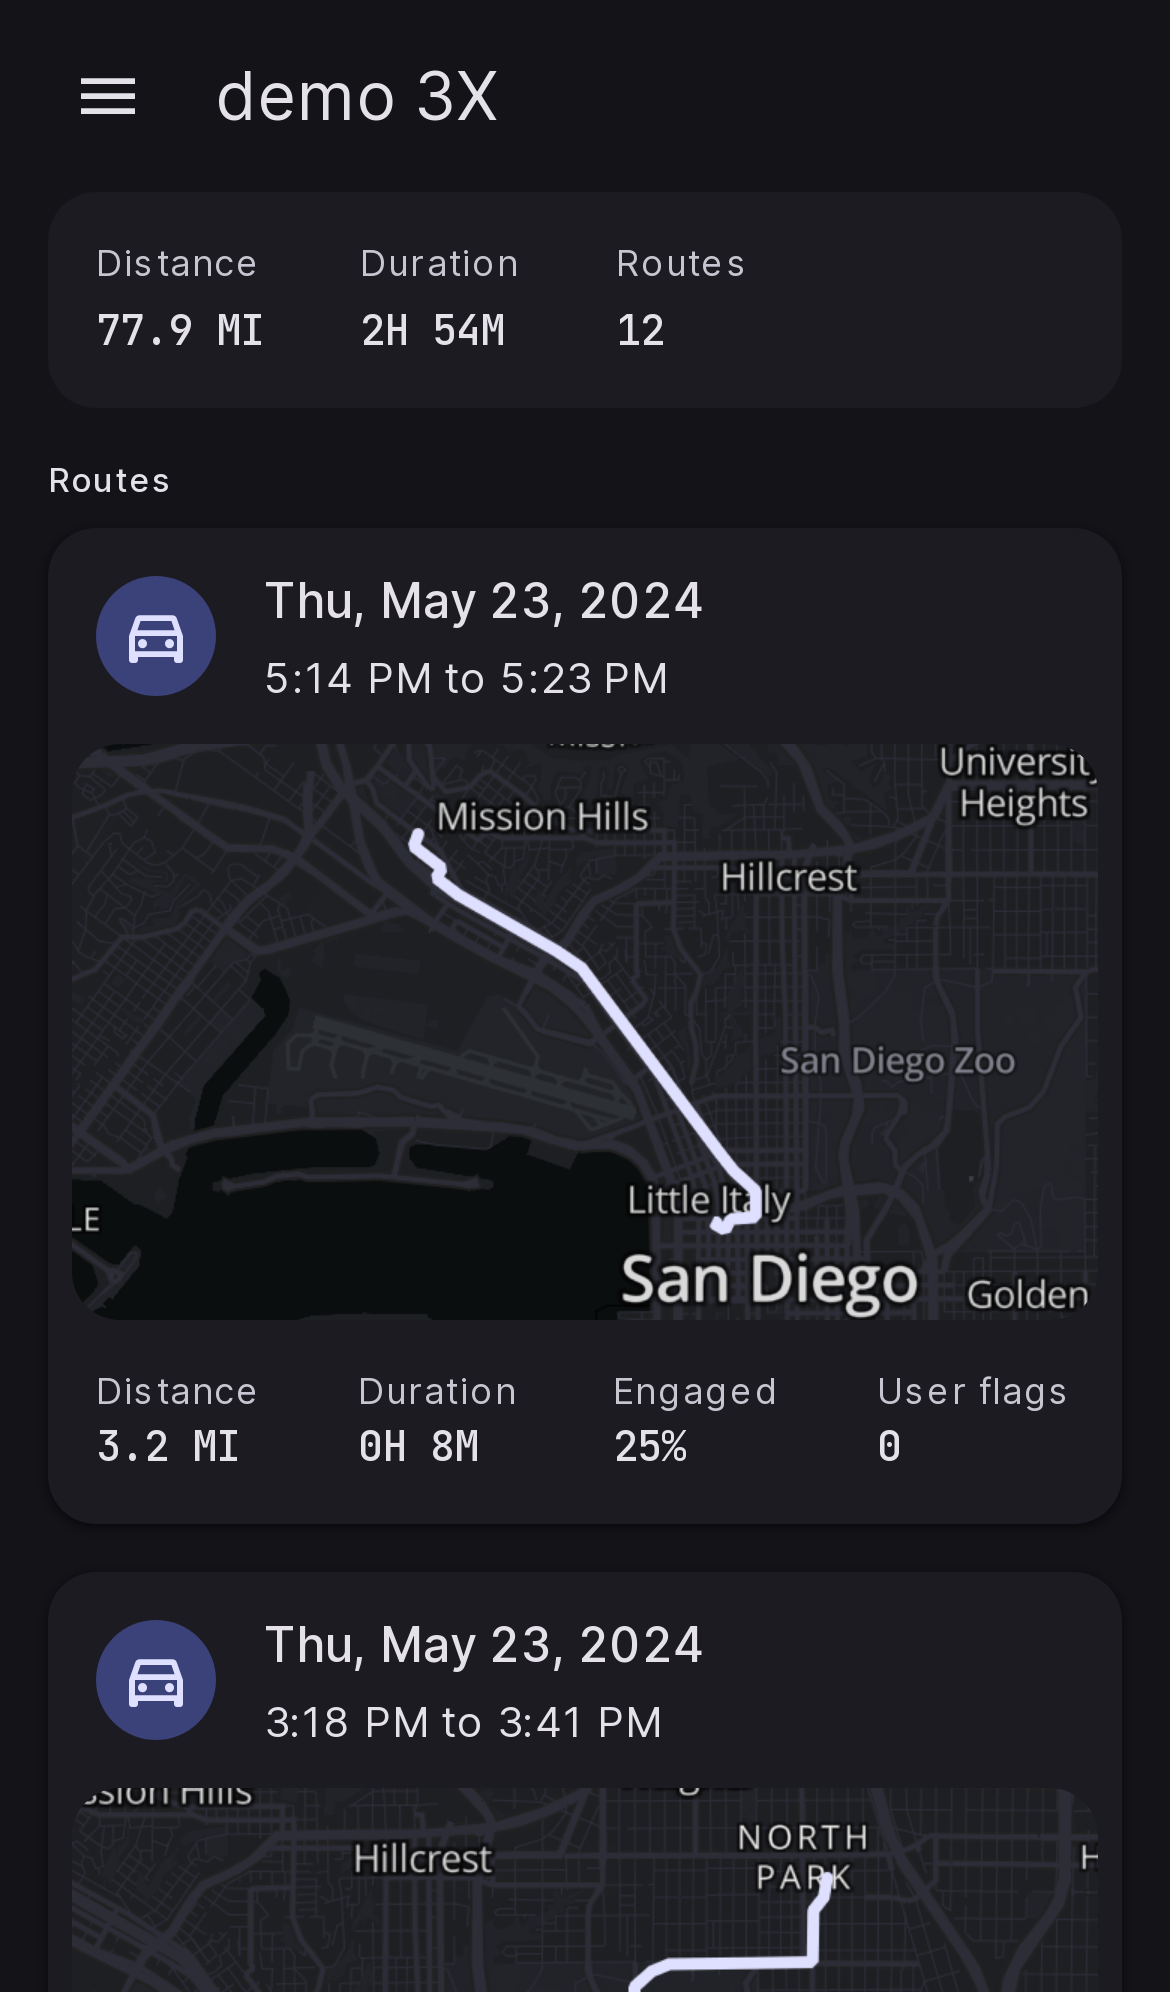 demo 3X
Distance Duration Routes
77.9 MI 2H 54M 12
Routes
Thu, May 23, 2024
5:14 PM to 5:23 PM
Heights
Mission Hills
Hillcrest
San Diego Zoo
Little Italy
LE
San Diego
Golden
Distance Duration Engaged User flags
3.2 MI 0H 8M 25% 0
Thu, May 23, 2024
3:18 PM to 3:41 PM
Hills
NORTH
Hillcrest
PARK